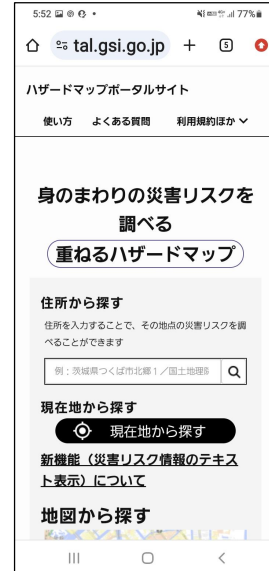 5:52
77%
tal.gsi.go.jp
5
ハザードマップポータルサイト
使い方 よくある質問 利用規約ほか
身のまわりの災害リスクを
調べる
重ねるハザードマップ
住所から探す
住所を入力することで、その地点の災害リスクを調
べることができます
例：茨城県つくば市北郷１／国土地理院
現在地から探す
現在地から探す
新機能（災害リスク情報のテキス
ト表示）について
地図から探す